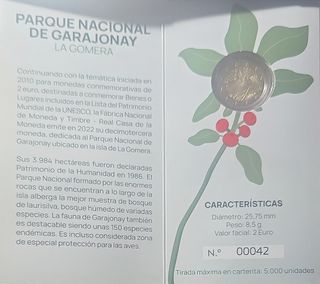 PARQUE NACIONAL
DE GARAJONAY
LA GOMERA
Continuando con la temática iniciada en
2010 para monedas conmemorativas de
2 euro, destinadas a conmemorar Bienes o
Lugares incluidos en la Lista del Patrimonio
Mundial de la UNESCO, la Fábrica Nacional
de Moneda y Timbre - Real Casa de la
Moneda emite en 2022 su decimotercera
moneda, dedicada al Parque Nacional de
Garajonay ubicado en la isla de La Gomera.
Sus 3 984 hectáreas fueron declaradas
Patrimonio de la Humanidad en 1986. El
Parque Nacional formado por las enormes
rocas que se encuentran a lo largo de la
isla alberga la mejor muestra de bosque
de laurisilva, bosque húmedo de variadas
especies. La fauna de Garajonay también
es destacable siendo unas 150 especies
endémicas. Es incluso considerada zona
de especial protección para las aves.
CARACTERÍSTICAS
Diámetro: 25,75 mm
Peso: 8,5 g
Valor facial: 2 Euro
N.º 00042
Tirada máxima en carterita: 5.000 unidades